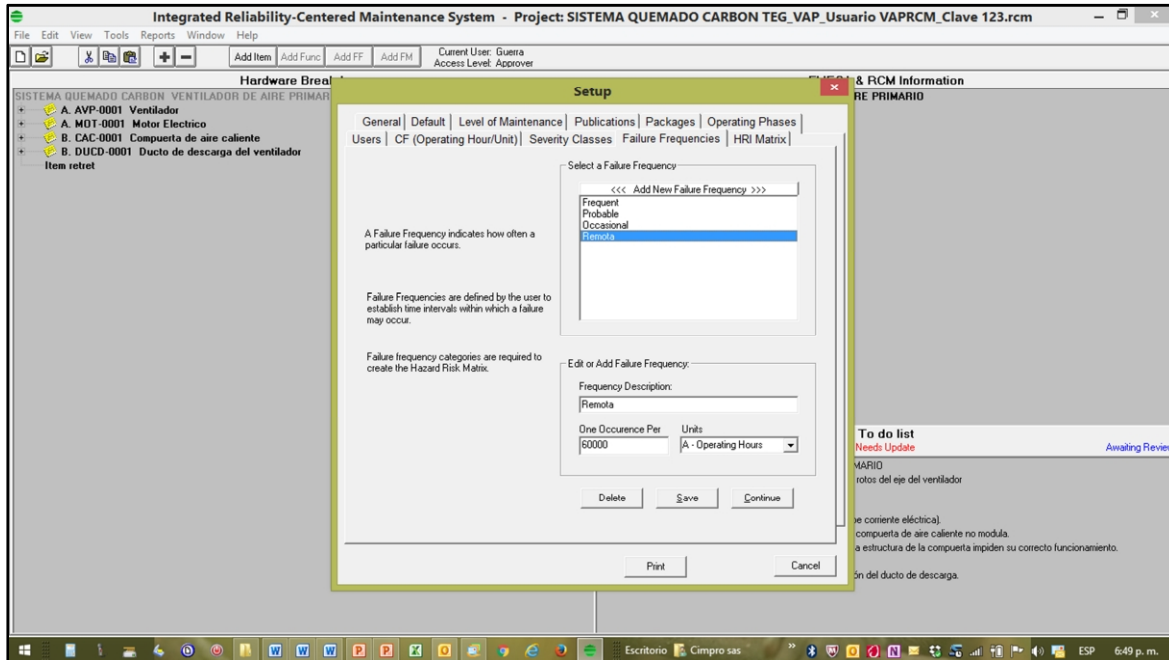 Integrated Reliability-Centered Maintenance System - Project: SISTEMA QUEMADO CARBON TEG_VAP_Usuario VAPRCM_Clave 123.rcm
File Edit View Tools Reports Window Help
Add Item Add Func Add FF Add FM
Current User: Guerra
Access Level: Approver
Hardware Break
& RCM Information
SISTEMA QUEMADO CARBON VENTILADOR DE AIRE PRIMAR
RE PRIMARIO
A. AVP-0001 Ventilador
A. MOT-0001 Motor Electrico
B. CAC-0001 Compuerta de aire caliente
B. DUCD-0001 Ducto de descarga del ventilador
Item retret
Setup
General Default Level of Maintenance Publications Packages Operating Phases
Users CF (Operating Hour/Unit) Severity Classes Failure Frequencies HRI Matrix
Select a Failure Frequency
<<< Add New Failure Frequency >>>
Frequent
Probable
Occasional
Remota
A Failure Frequency indicates how often a
particular failure occurs.
Failure Frequencies are defined by the user to
establish time intervals within which a failure
may occur.
Failure frequency categories are required to
create the Hazard Risk Matrix.
Edit or Add Failure Frequency:
Frequency Description:
Remota
One Occurence Per Units
60000 A - Operating Hours
Delete Save Continue
Print Cancel
To do list
Needs Update Awaiting Revie
MARIO
rotos del eje del ventilador
be corriente eléctrica).
compuerta de aire caliente no modula.
a estructura de la compuerta impiden su correcto funcionamiento.
ón del ducto de descarga.
Escritorio Cimpro sas ESP 6:49 p. m.